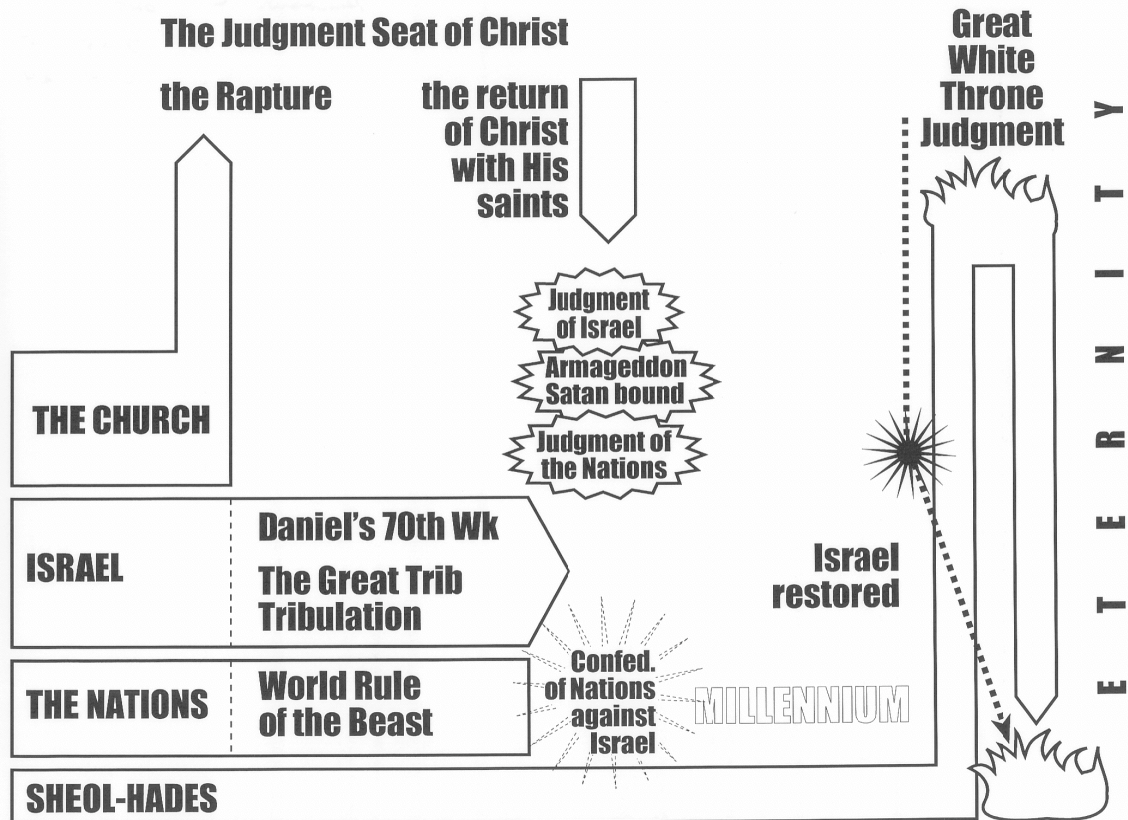 The Judgment Seat of Christ
the Rapture
the return
of Christ
with His
saints
Great
White
Throne
Judgment
ETERNITY
Judgment
of Israel
Armageddon
Satan bound
Judgment of
the Nations
THE CHURCH
ISRAEL
Daniel's 70th Wk
The Great Trib
Tribulation
Israel
restored
THE NATIONS
World Rule
of the Beast
Confed.
of Nations
against
Israel
MILLENNIUM
SHEOL-HADES